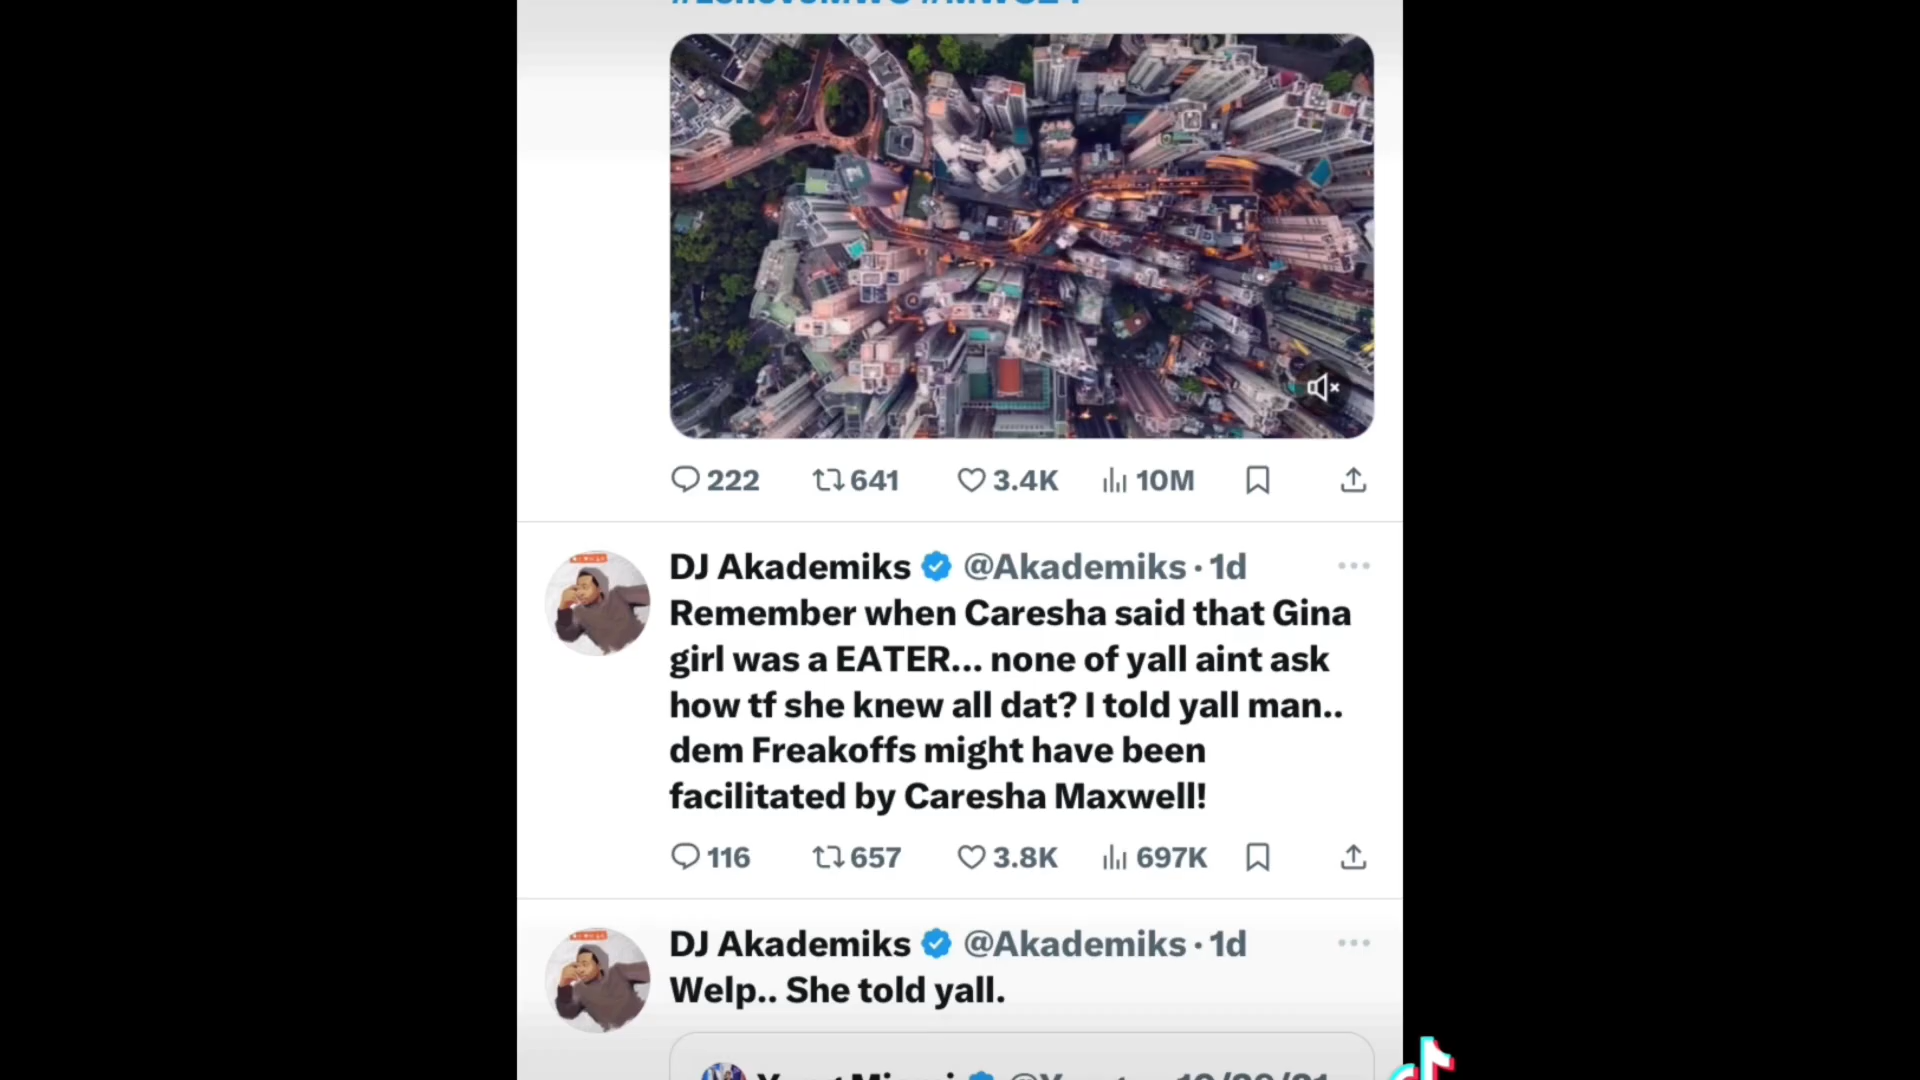 222 641 3.4K 10M
DJ Akademiks @Akademiks · 1d
Remember when Caresha said that Gina
girl was a EATER... none of yall aint ask
how tf she knew all dat? I told yall man..
dem Freakoffs might have been
facilitated by Caresha Maxwell!
116 657 3.8K 697K
DJ Akademiks @Akademiks · 1d
Welp.. She told yall.